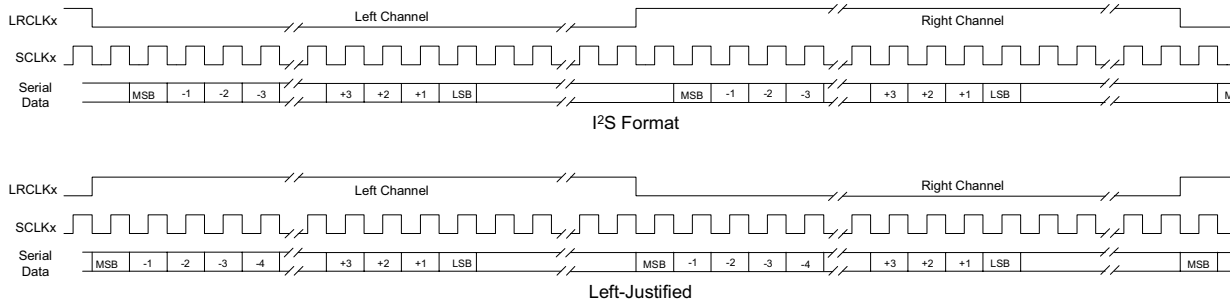 LRCLKx Left Channel Right Channel
SCLKx
Serial Data MSB -1 -2 -3 +3 +2 +1 LSB MSB -1 -2 -3 +3 +2 +1 LSB M
I²S Format
LRCLKx Left Channel Right Channel
SCLKx
Serial Data MSB -1 -2 -3 -4 +3 +2 +1 LSB MSB -1 -2 -3 -4 +3 +2 +1 LSB MSB
Left-Justified